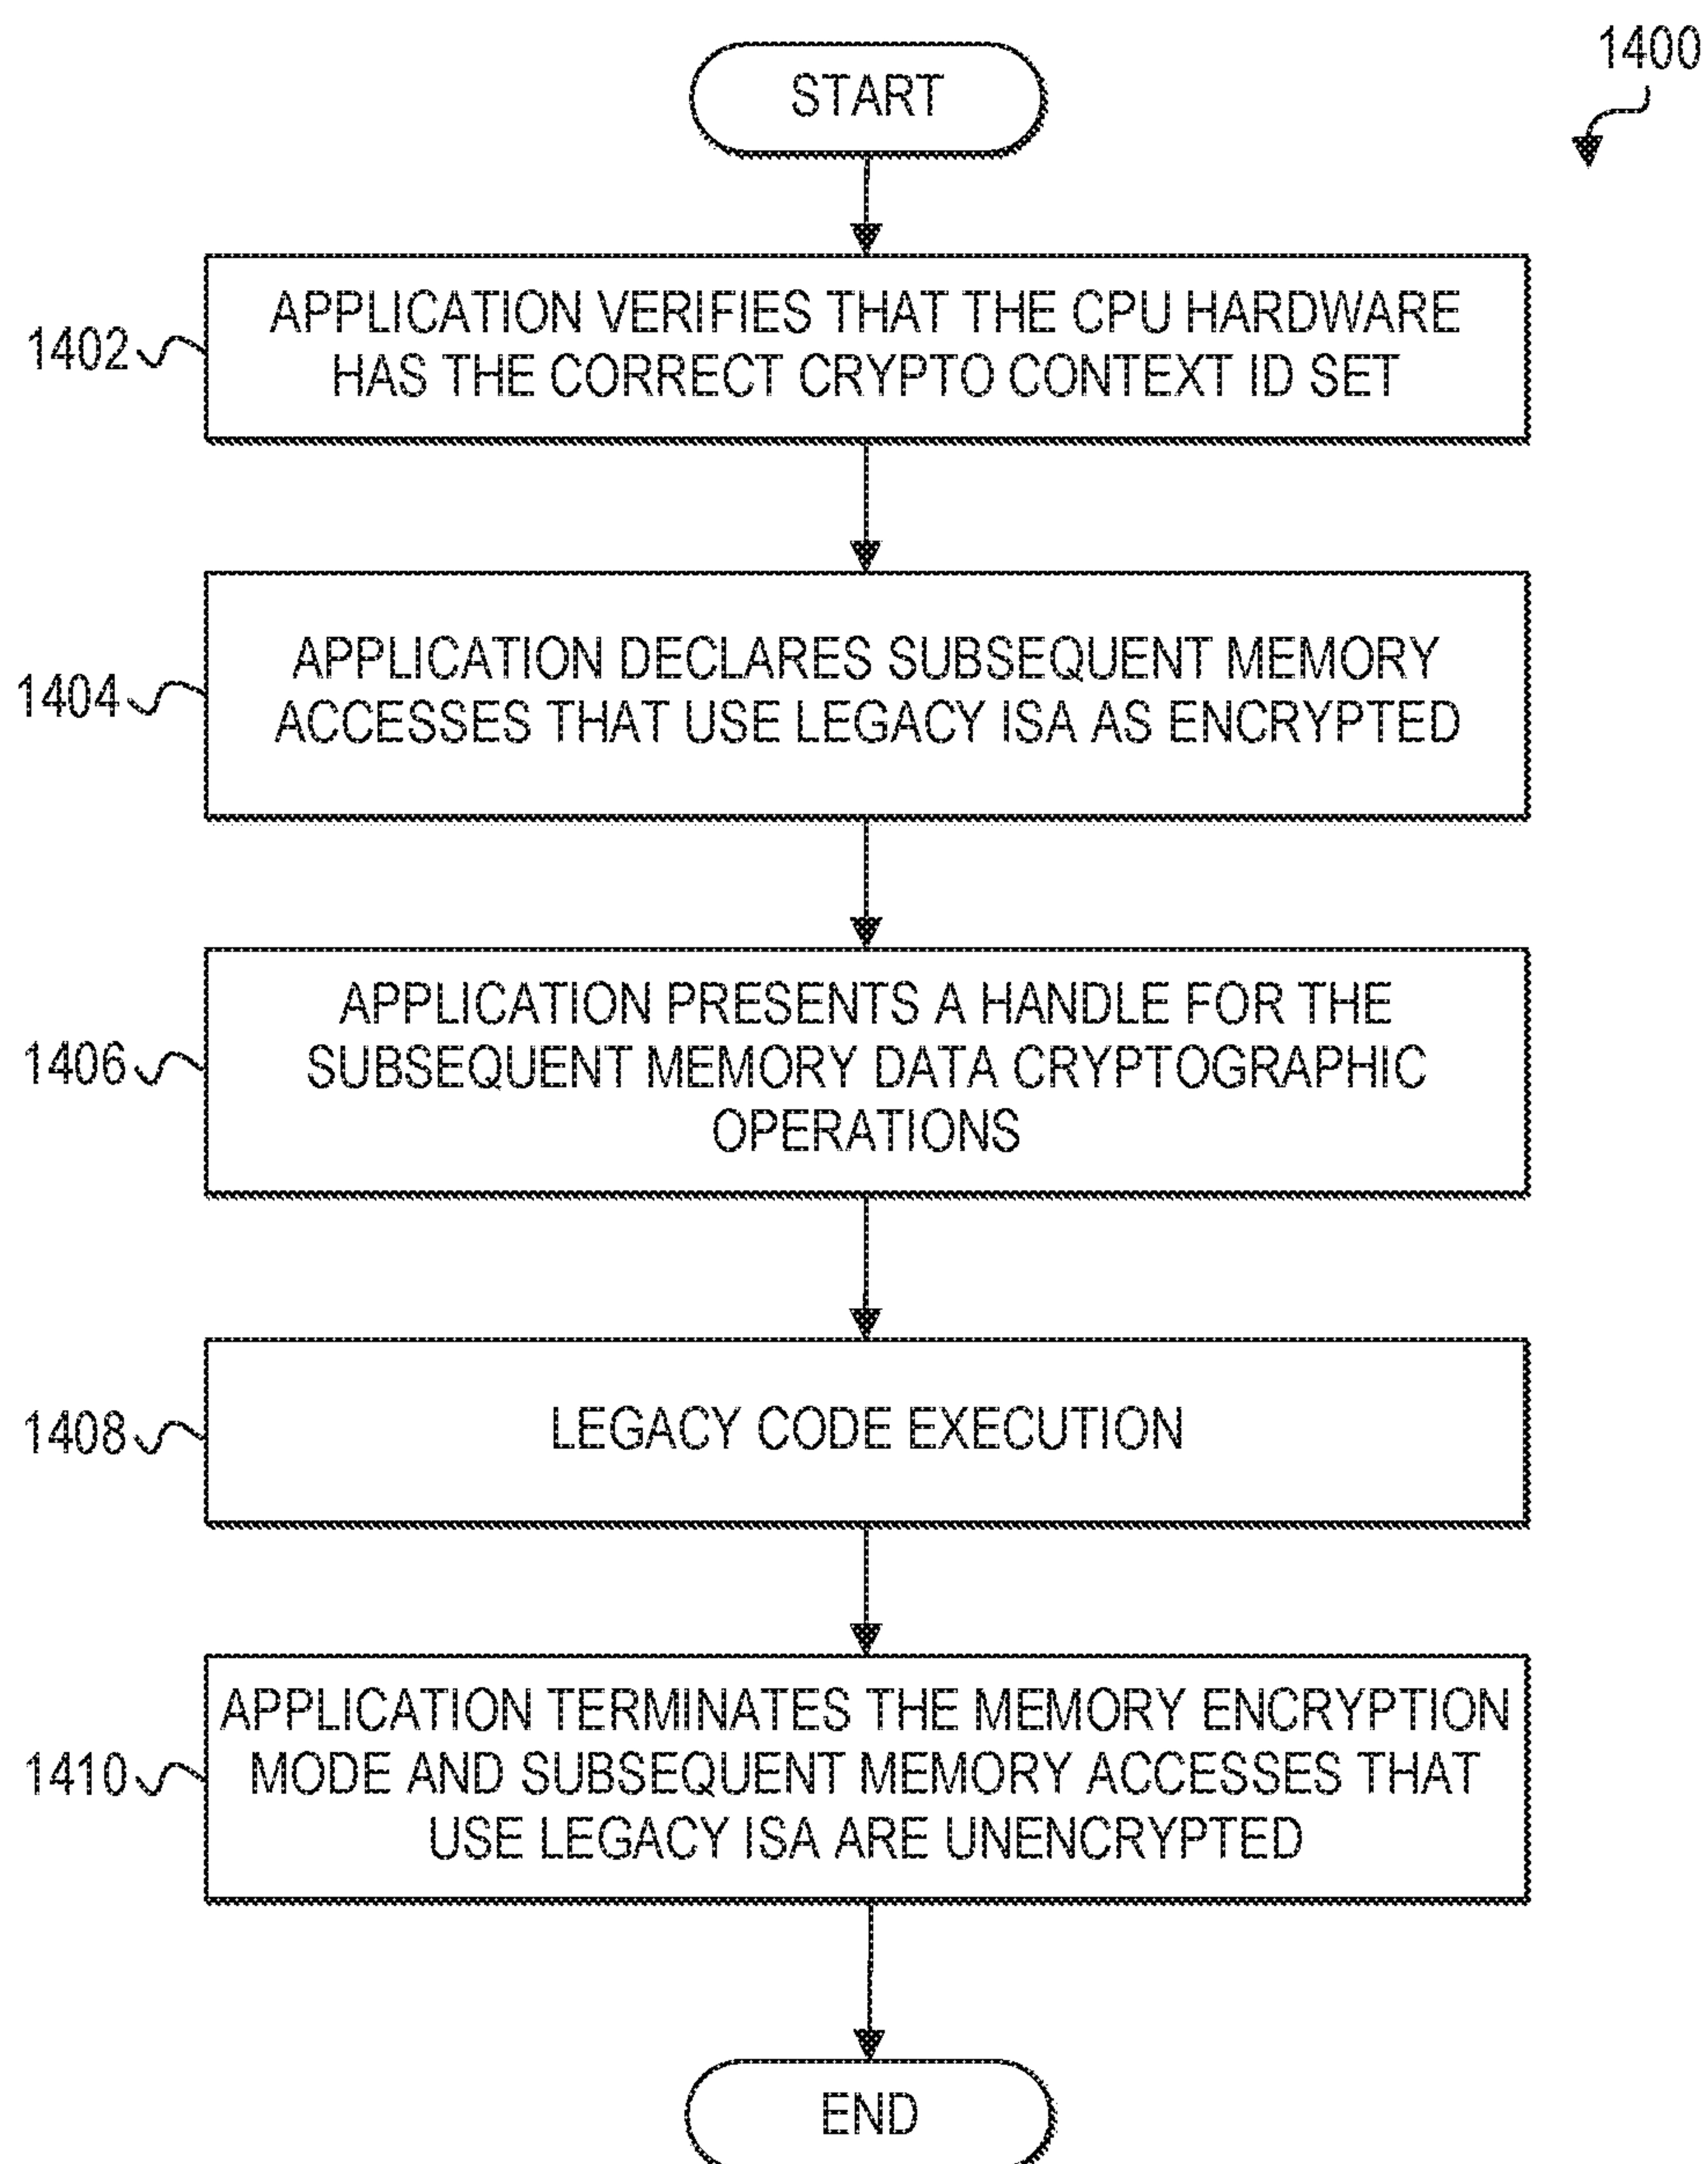 1400
START
1402
APPLICATION VERIFIES THAT THE CPU HARDWARE
HAS THE CORRECT CRYPTO CONTEXT ID SET
1404
APPLICATION DECLARES SUBSEQUENT MEMORY
ACCESSES THAT USE LEGACY ISA AS ENCRYPTED
1406
APPLICATION PRESENTS A HANDLE FOR THE
SUBSEQUENT MEMORY DATA CRYPTOGRAPHIC
OPERATIONS
1408
LEGACY CODE EXECUTION
1410
APPLICATION TERMINATES THE MEMORY ENCRYPTION
MODE AND SUBSEQUENT MEMORY ACCESSES THAT
USE LEGACY ISA ARE UNENCRYPTED
END